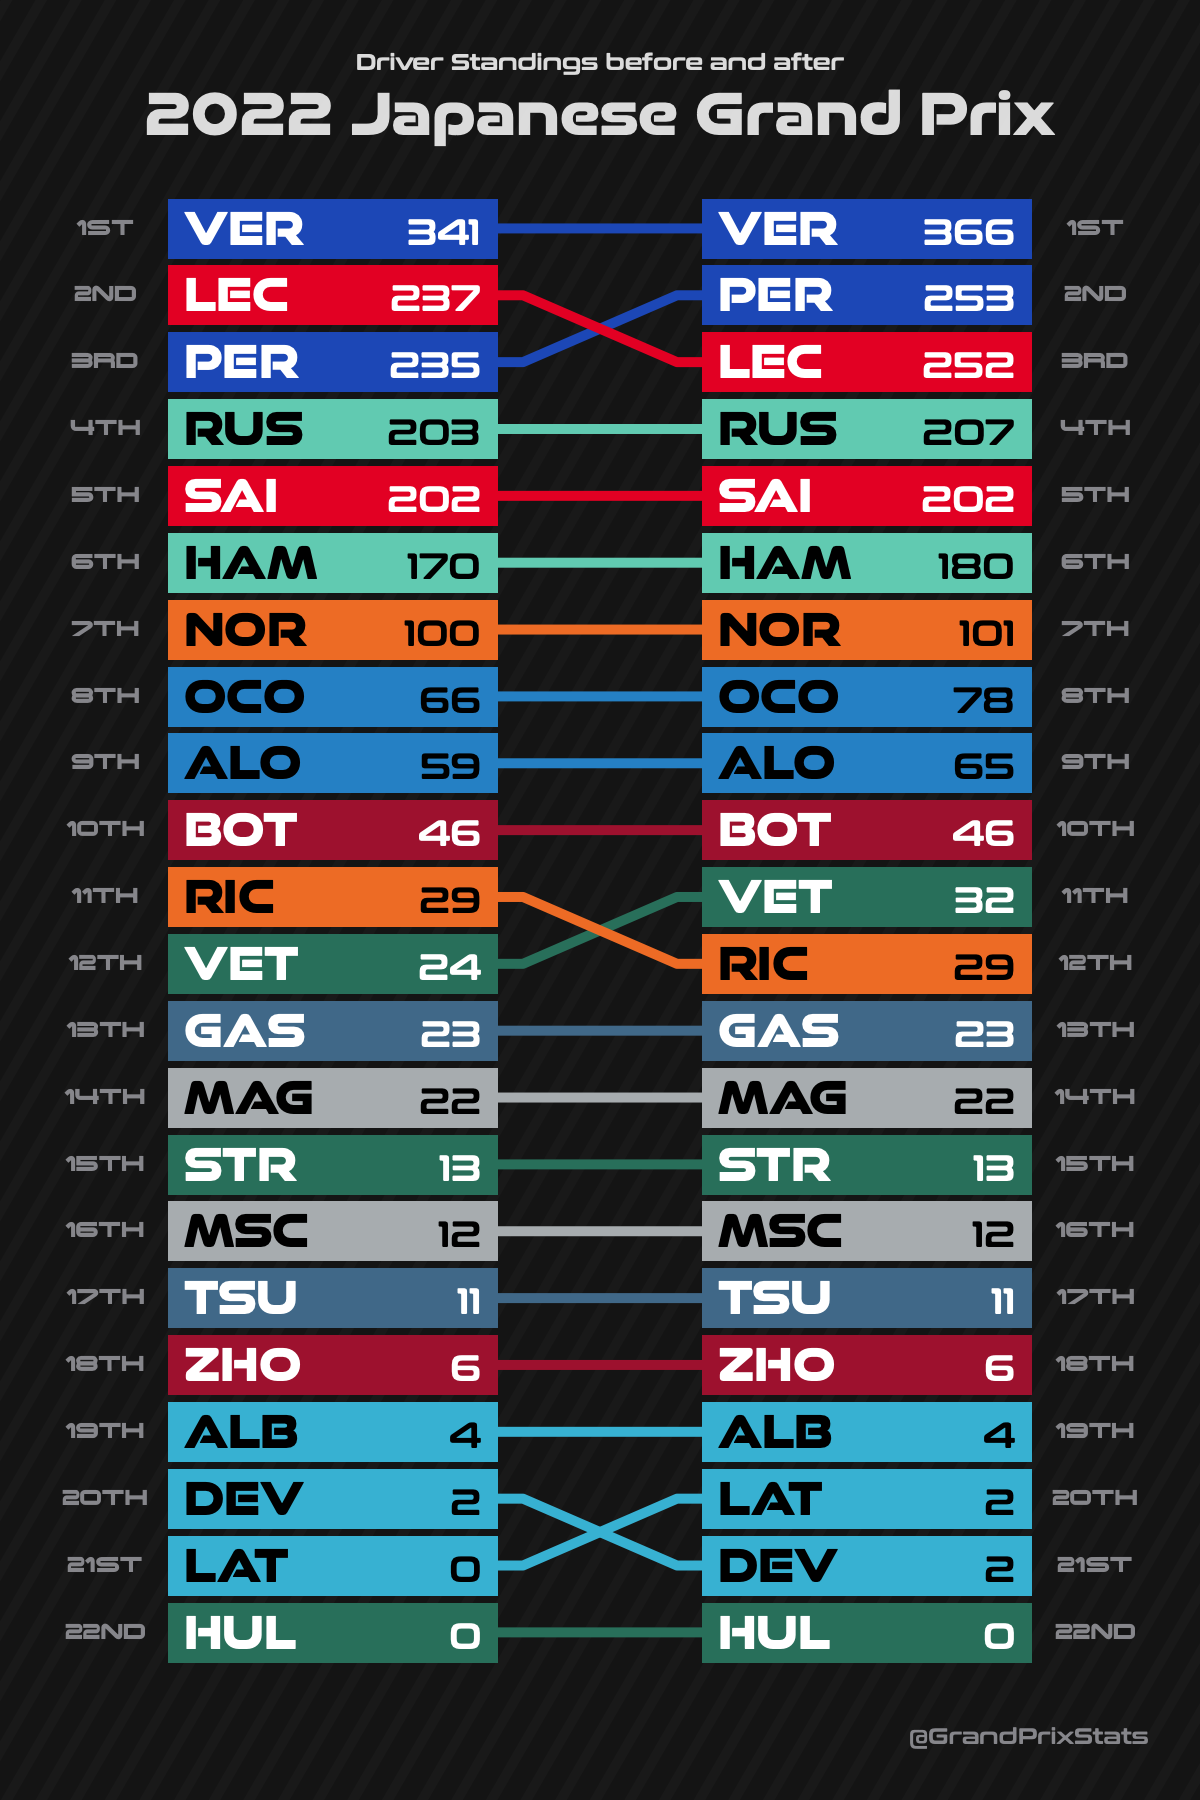 Driver Standings before and after
2022 Japanese Grand Prix
1ST VER 341 VER 366 1ST
2ND LEC 237 PER 253 2ND
3RD PER 235 LEC 252 3RD
4TH RUS 203 RUS 207 4TH
5TH SAI 202 SAI 202 5TH
6TH HAM 170 HAM 180 6TH
7TH NOR 100 NOR 101 7TH
8TH OCO 66 OCO 78 8TH
9TH ALO 59 ALO 65 9TH
10TH BOT 46 BOT 46 10TH
11TH RIC 29 VET 32 11TH
12TH VET 24 RIC 29 12TH
13TH GAS 23 GAS 23 13TH
14TH MAG 22 MAG 22 14TH
15TH STR 13 STR 13 15TH
16TH MSC 12 MSC 12 16TH
17TH TSU 11 TSU 11 17TH
18TH ZHO 6 ZHO 6 18TH
19TH ALB 4 ALB 4 19TH
20TH DEV 2 LAT 2 20TH
21ST LAT 0 DEV 2 21ST
22ND HUL 0 HUL 0 22ND
@GrandPrixStats